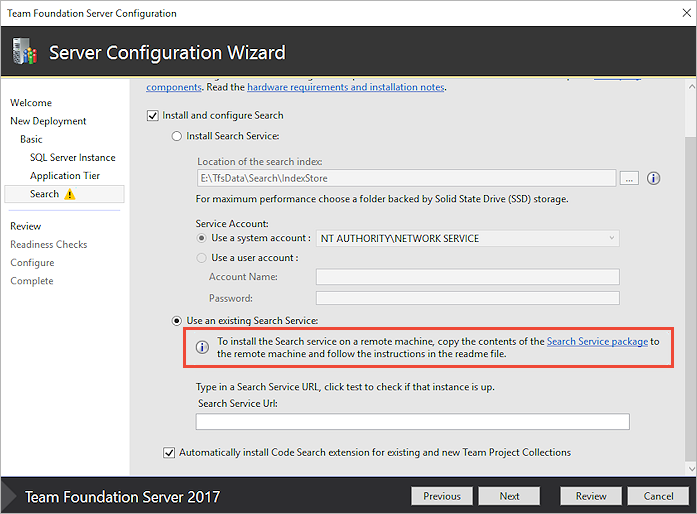 Team Foundation Server Configuration
Server Configuration Wizard
Welcome
New Deployment
Basic
SQL Server Instance
Application Tier
Search
Review
Readiness Checks
Configure
Complete
components. Read the hardware requirements and installation notes.
Install and configure Search
Install Search Service:
Location of the search index:
E:\TfsData\Search\IndexStore
...
For maximum performance choose a folder backed by Solid State Drive (SSD) storage.
Service Account:
Use a system account :
NT AUTHORITY\NETWORK SERVICE
Use a user account :
Account Name:
Password:
Use an existing Search Service:
To install the Search service on a remote machine, copy the contents of the Search Service package to
the remote machine and follow the instructions in the readme file.
Type in a Search Service URL, click test to check if that instance is up.
Search Service Url:
Automatically install Code Search extension for existing and new Team Project Collections
Team Foundation Server 2017
Previous
Next
Review
Cancel